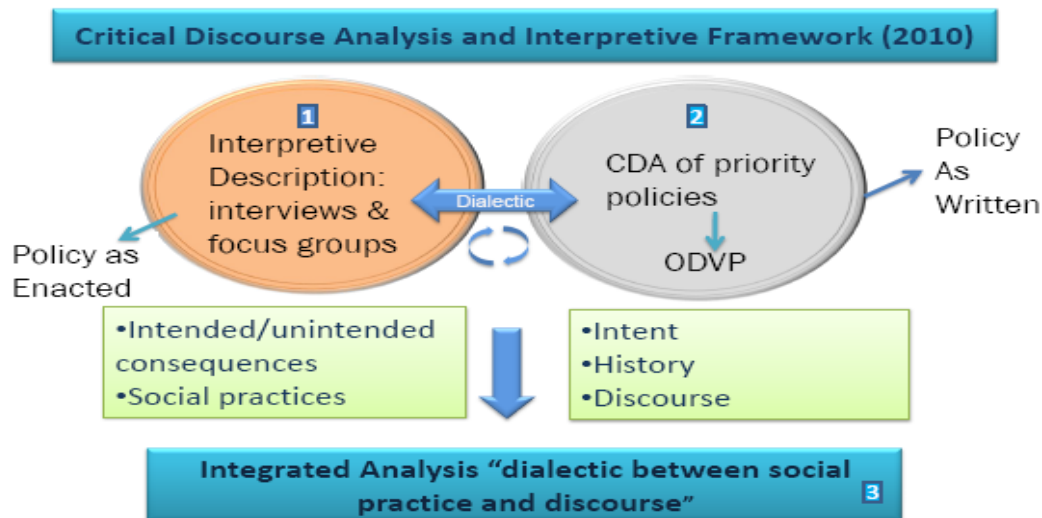 Critical Discourse Analysis and Interpretive Framework (2010)
1
Interpretive
Description:
interviews &
focus groups
Policy as
Enacted
Dialectic
2
CDA of priority
policies
ODVP
Policy
As
Written
•Intended/unintended
consequences
•Social practices
•Intent
•History
•Discourse
Integrated Analysis “dialectic between social
practice and discourse”
3